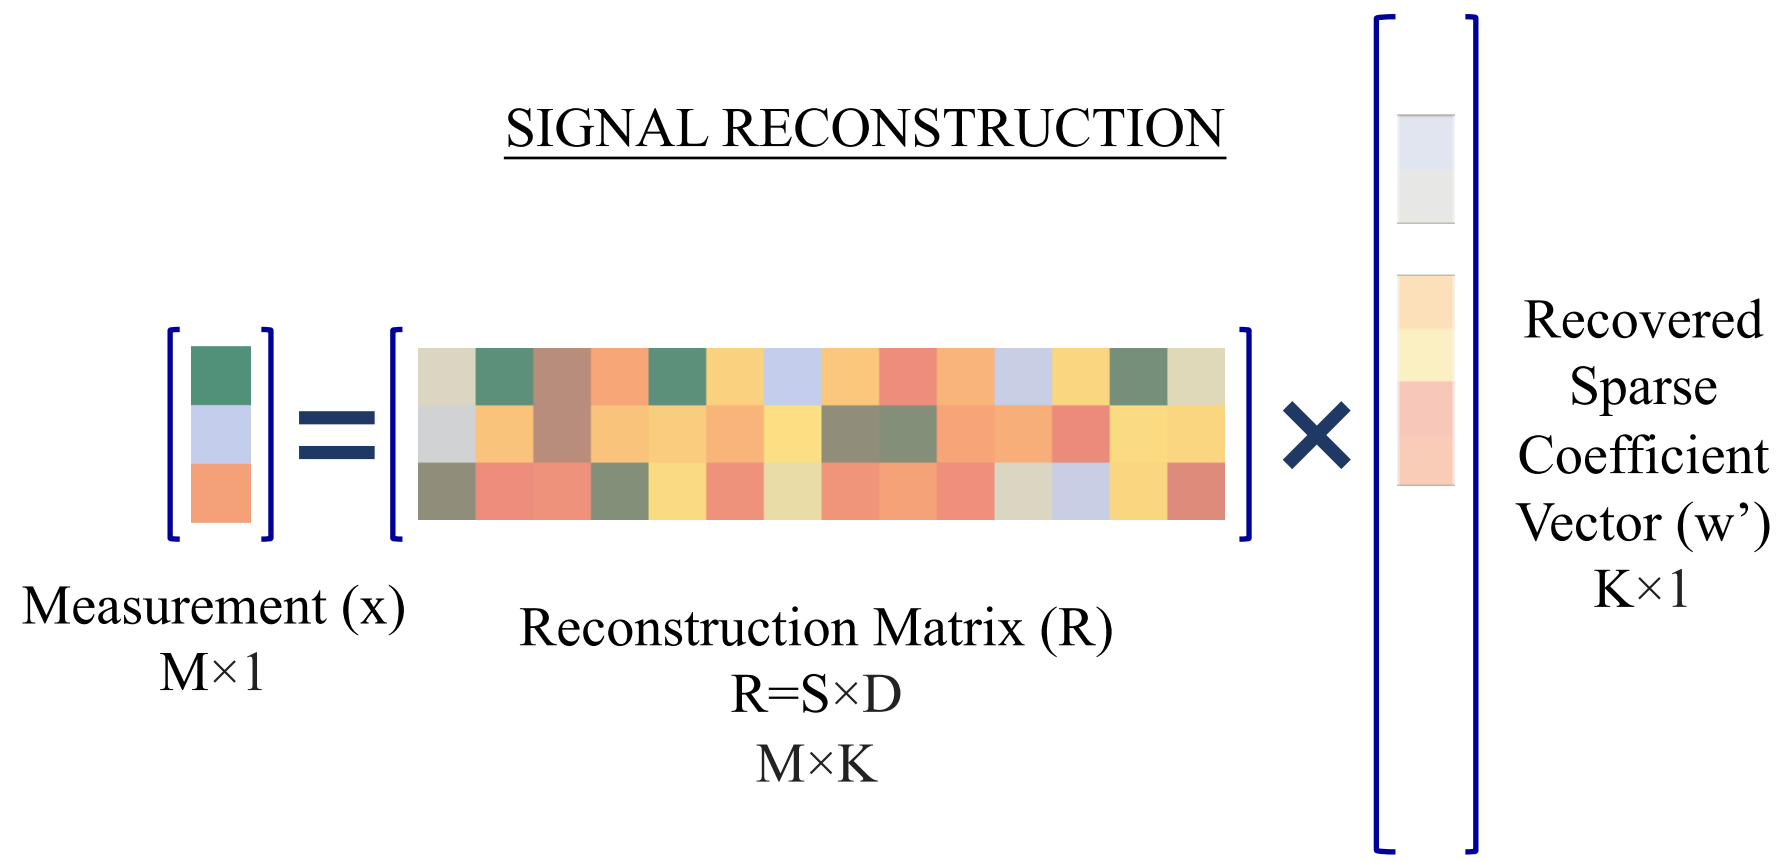 SIGNAL RECONSTRUCTION
=
×
Measurement (x)
M×1
Reconstruction Matrix (R)
R=S×D
M×K
Recovered
Sparse
Coefficient
Vector (w’)
K×1